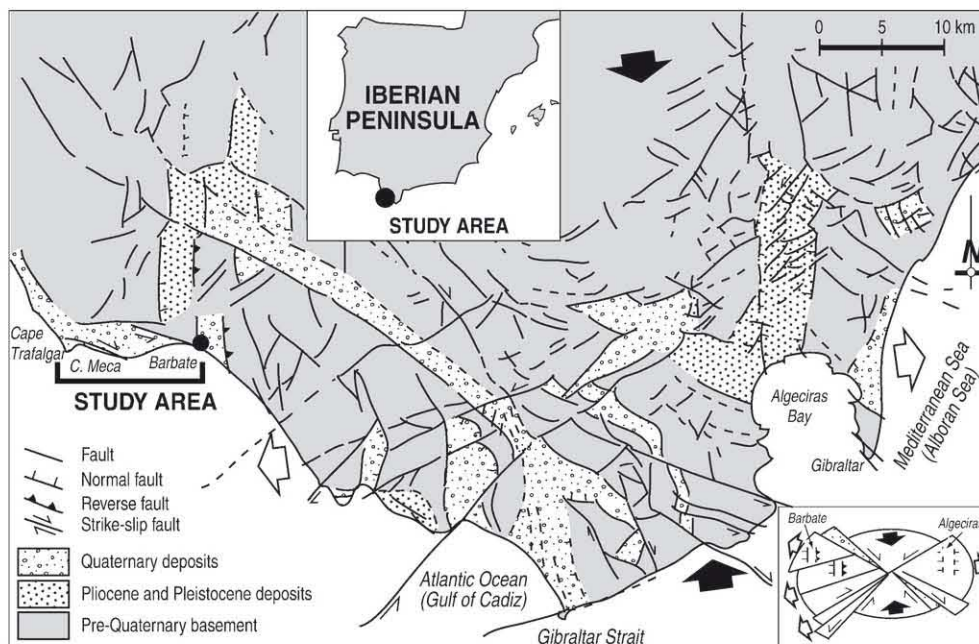 0 5 10 km
IBERIAN
PENINSULA
STUDY AREA
N
Cape
Trafalgar
C. Meca
Barbate
STUDY AREA
Algeciras
Bay
Gibraltar
Mediterranean Sea
(Alboran Sea)
Fault
Normal fault
Reverse fault
Strike-slip fault
Quaternary deposits
Pliocene and Pleistocene deposits
Pre-Quaternary basement
Atlantic Ocean
(Gulf of Cadiz)
Gibraltar Strait
Barbate
Algeciras